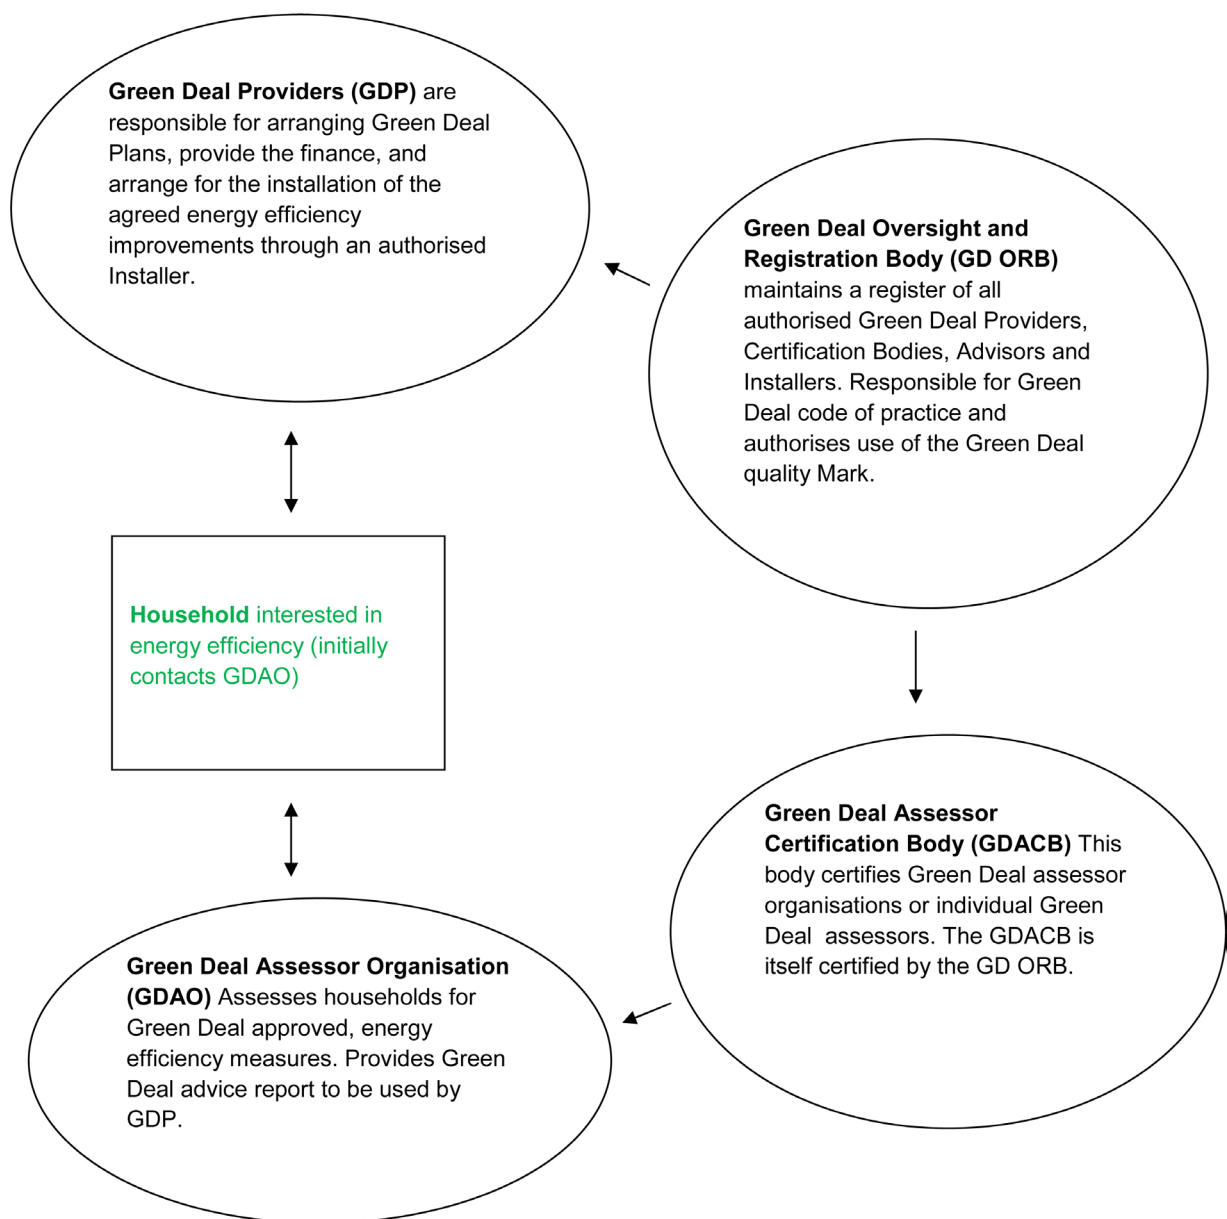 Green Deal Providers (GDP) are
responsible for arranging Green Deal
Plans, provide the finance, and
arrange for the installation of the
agreed energy efficiency
improvements through an authorised
Installer.
Green Deal Oversight and
Registration Body (GD ORB)
maintains a register of all
authorised Green Deal Providers,
Certification Bodies, Advisors and
Installers. Responsible for Green
Deal code of practice and
authorises use of the Green Deal
quality Mark.
Household interested in
energy efficiency (initially
contacts GDAO)
Green Deal Assessor
Certification Body (GDACB) This
body certifies Green Deal assessor
organisations or individual Green
Deal  assessors. The GDACB is
itself certified by the GD ORB.
Green Deal Assessor Organisation
(GDAO) Assesses households for
Green Deal approved, energy
efficiency measures. Provides Green
Deal advice report to be used by
GDP.